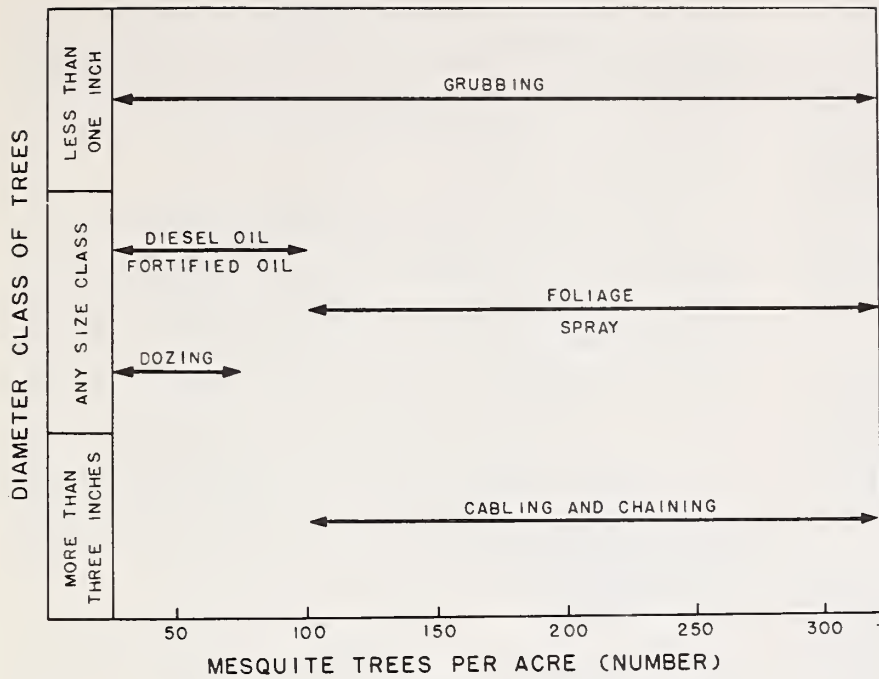 DIAMETER CLASS OF TREES
LESS THAN
ONE INCH
GRUBBING
ANY SIZE CLASS
DIESEL OIL
FORTIFIED OIL
FOLIAGE
SPRAY
DOZING
MORE THAN
THREE INCHES
CABLING AND CHAINING
50 100 150 200 250 300
MESQUITE TREES PER ACRE (NUMBER)